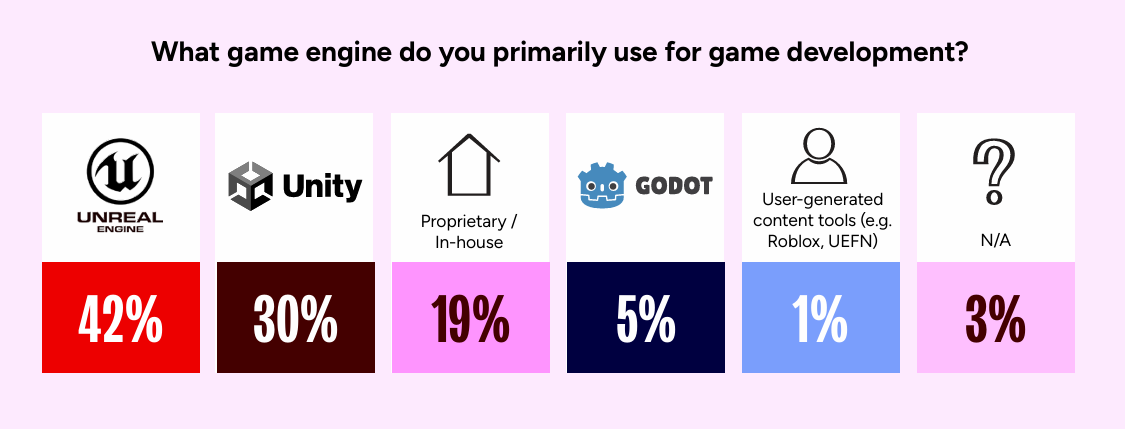 What game engine do you primarily use for game development?
UNREAL
ENGINE
Unity
Proprietary /
In-house
GODOT
User-generated
content tools (e.g.
Roblox, UEFN)
N/A
42%
30%
19%
5%
1%
3%